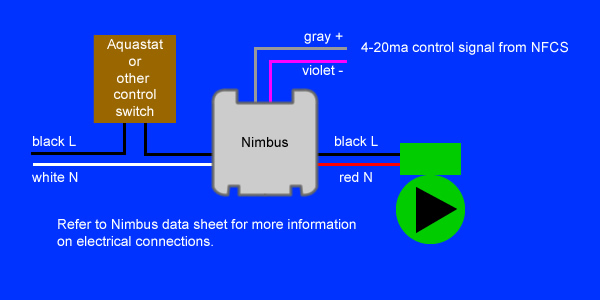 gray +
4-20ma control signal from NFCS
violet -
Aquastat
or
other
control
switch
black L
Nimbus
black L
white N
red N
Refer to Nimbus data sheet for more information
on electrical connections.